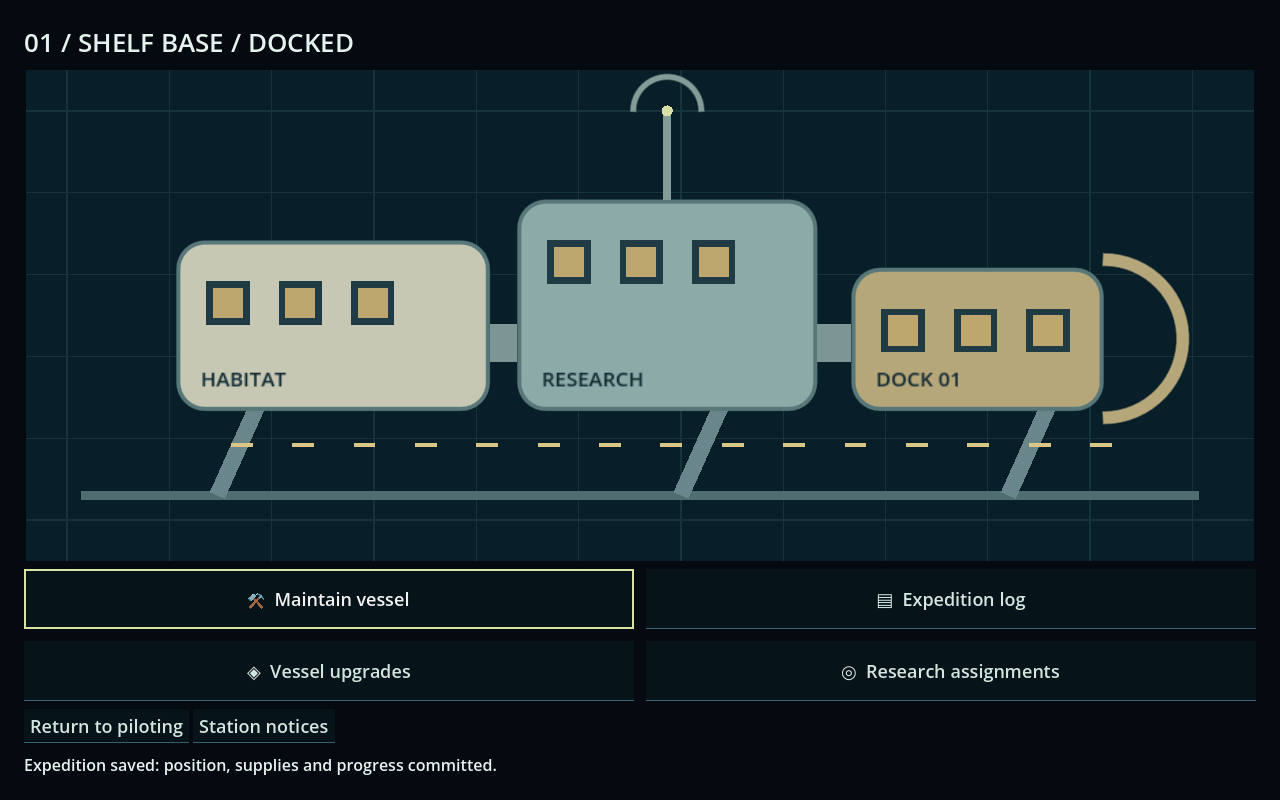 01 / SHELF BASE / DOCKED
HABITAT
RESEARCH
DOCK 01
Maintain vessel
Expedition log
Vessel upgrades
Research assignments
Return to piloting
Station notices
Expedition saved: position, supplies and progress committed.